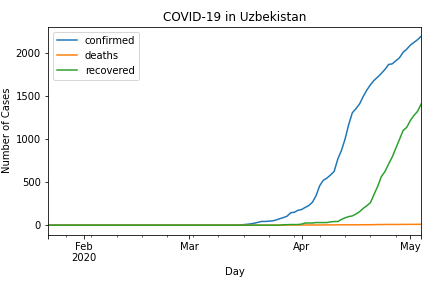 COVID-19 in Uzbekistan
confirmed
deaths
recovered
Number of Cases
2000
1500
1000
500
0
Feb
2020
Mar
Apr
May
Day